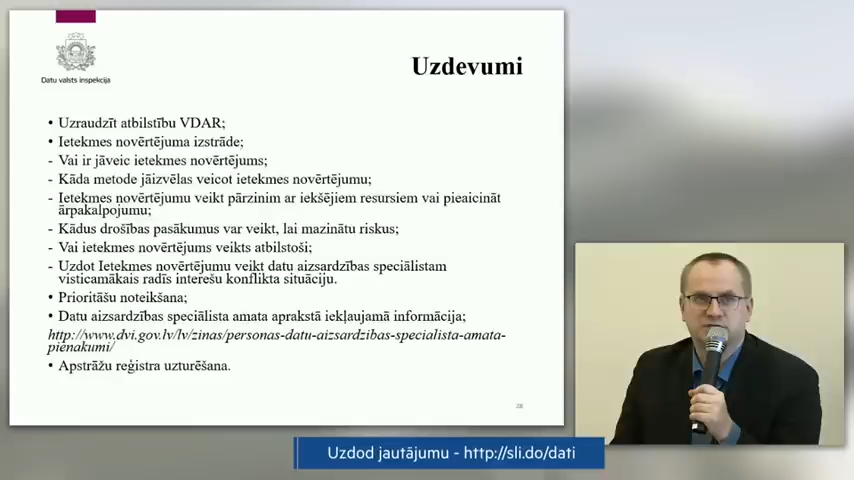 Datu valsts inspekcija
Uzdevumi
• Uzraudzīt atbilstību VDAR;
• Ietekmes novērtējuma izstrāde;
- Vai ir jāveic ietekmes novērtējums;
- Kāda metode jāizvēlas veicot ietekmes novērtējumu;
- Ietekmes novērtējumu veikt pārzinim ar iekšējiem resursiem vai pieaicināt
ārpakalpojumu;
- Kādus drošības pasākumus var veikt, lai mazinātu riskus;
- Vai ietekmes novērtējums veikts atbilstoši;
- Uzdot Ietekmes novērtējumu veikt datu aizsardzības speciālistam
visticamākais radīs interešu konflikta situāciju.
• Prioritāšu noteikšana;
• Datu aizsardzības speciālista amata aprakstā iekļaujamā informācija;
http://www.dvi.gov.lv/lv/zinas/personas-datu-aizsardzibas-specialista-amata-
pienakumi/
• Apstrāžu reģistra uzturēšana.
28
Uzdod jautājumu - http://sli.do/dati